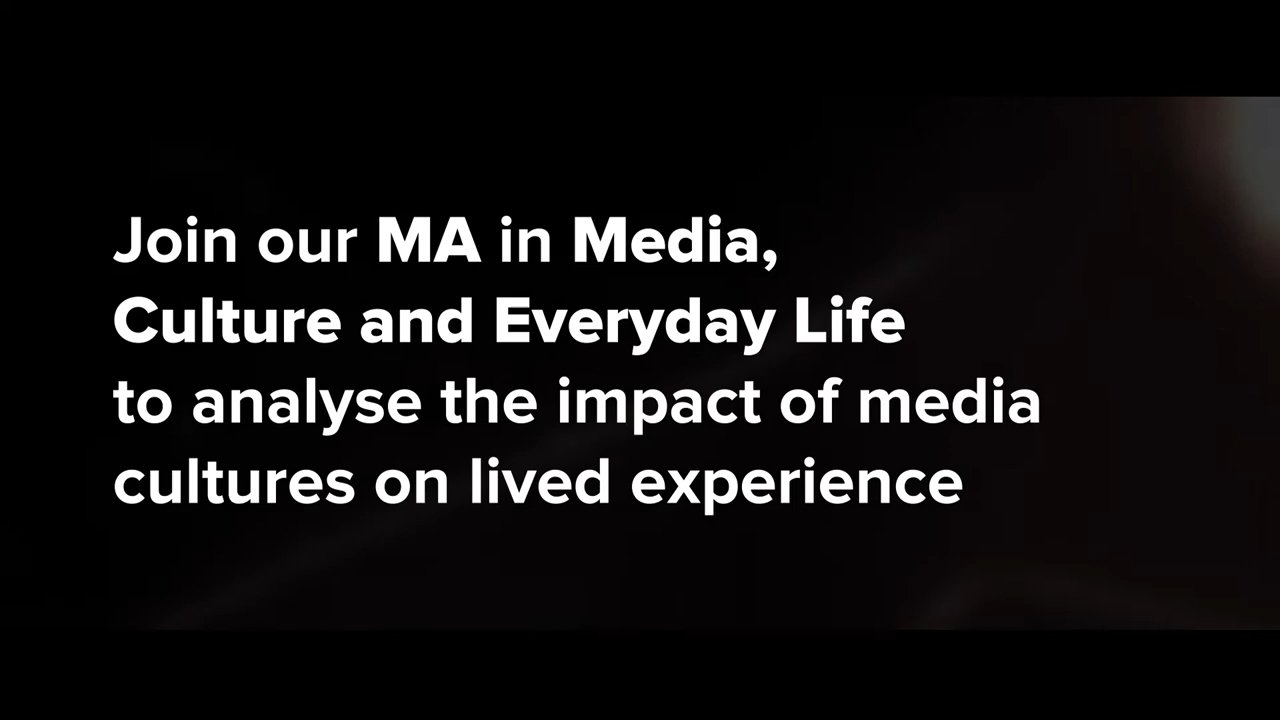 Join our MA in Media,
Culture and Everyday Life
to analyse the impact of media
cultures on lived experience